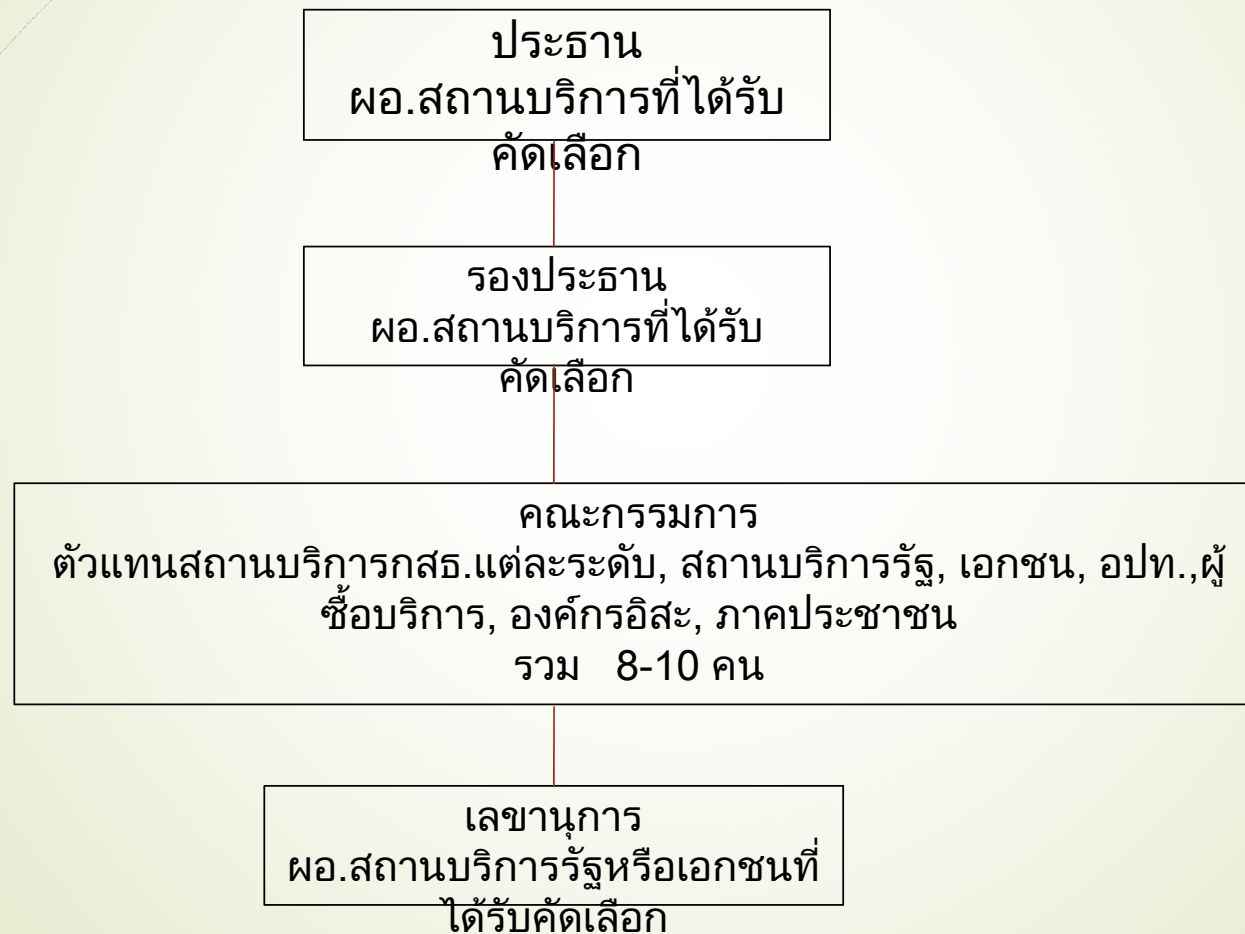 ประธาน
ผอ.สถานบริการที่ได้รับ
คัดเลือก
รองประธาน
ผอ.สถานบริการที่ได้รับ
คัดเลือก
คณะกรรมการ
ตัวแทนสถานบริการกสธ.แต่ละระดับ, สถานบริการรัฐ, เอกชน, อปท.,ผู้
ซื้อบริการ, องค์กรอิสะ, ภาคประชาชน
รวม   8-10 คน
เลขานุการ
ผอ.สถานบริการรัฐหรือเอกชนที่
ได้รับคัดเลือก